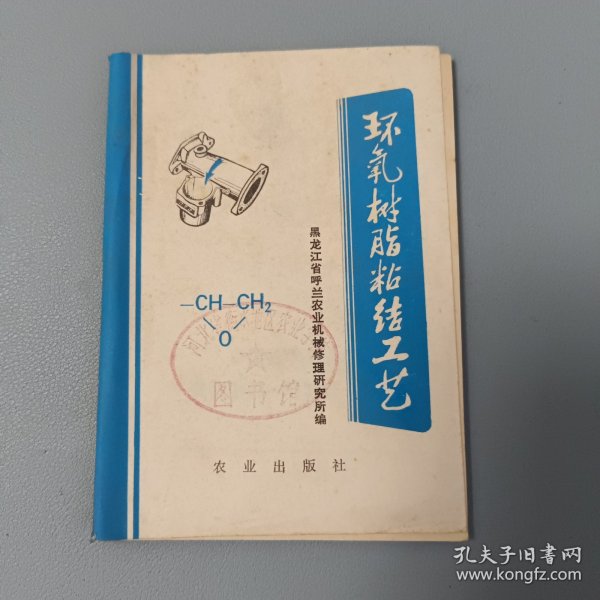 环氧树脂粘结工艺
黑龙江省呼兰农业机械修理研究所编
—CH—CH₂
O
图书馆
农业出版社
孔夫子旧书网
www.kongfz.com